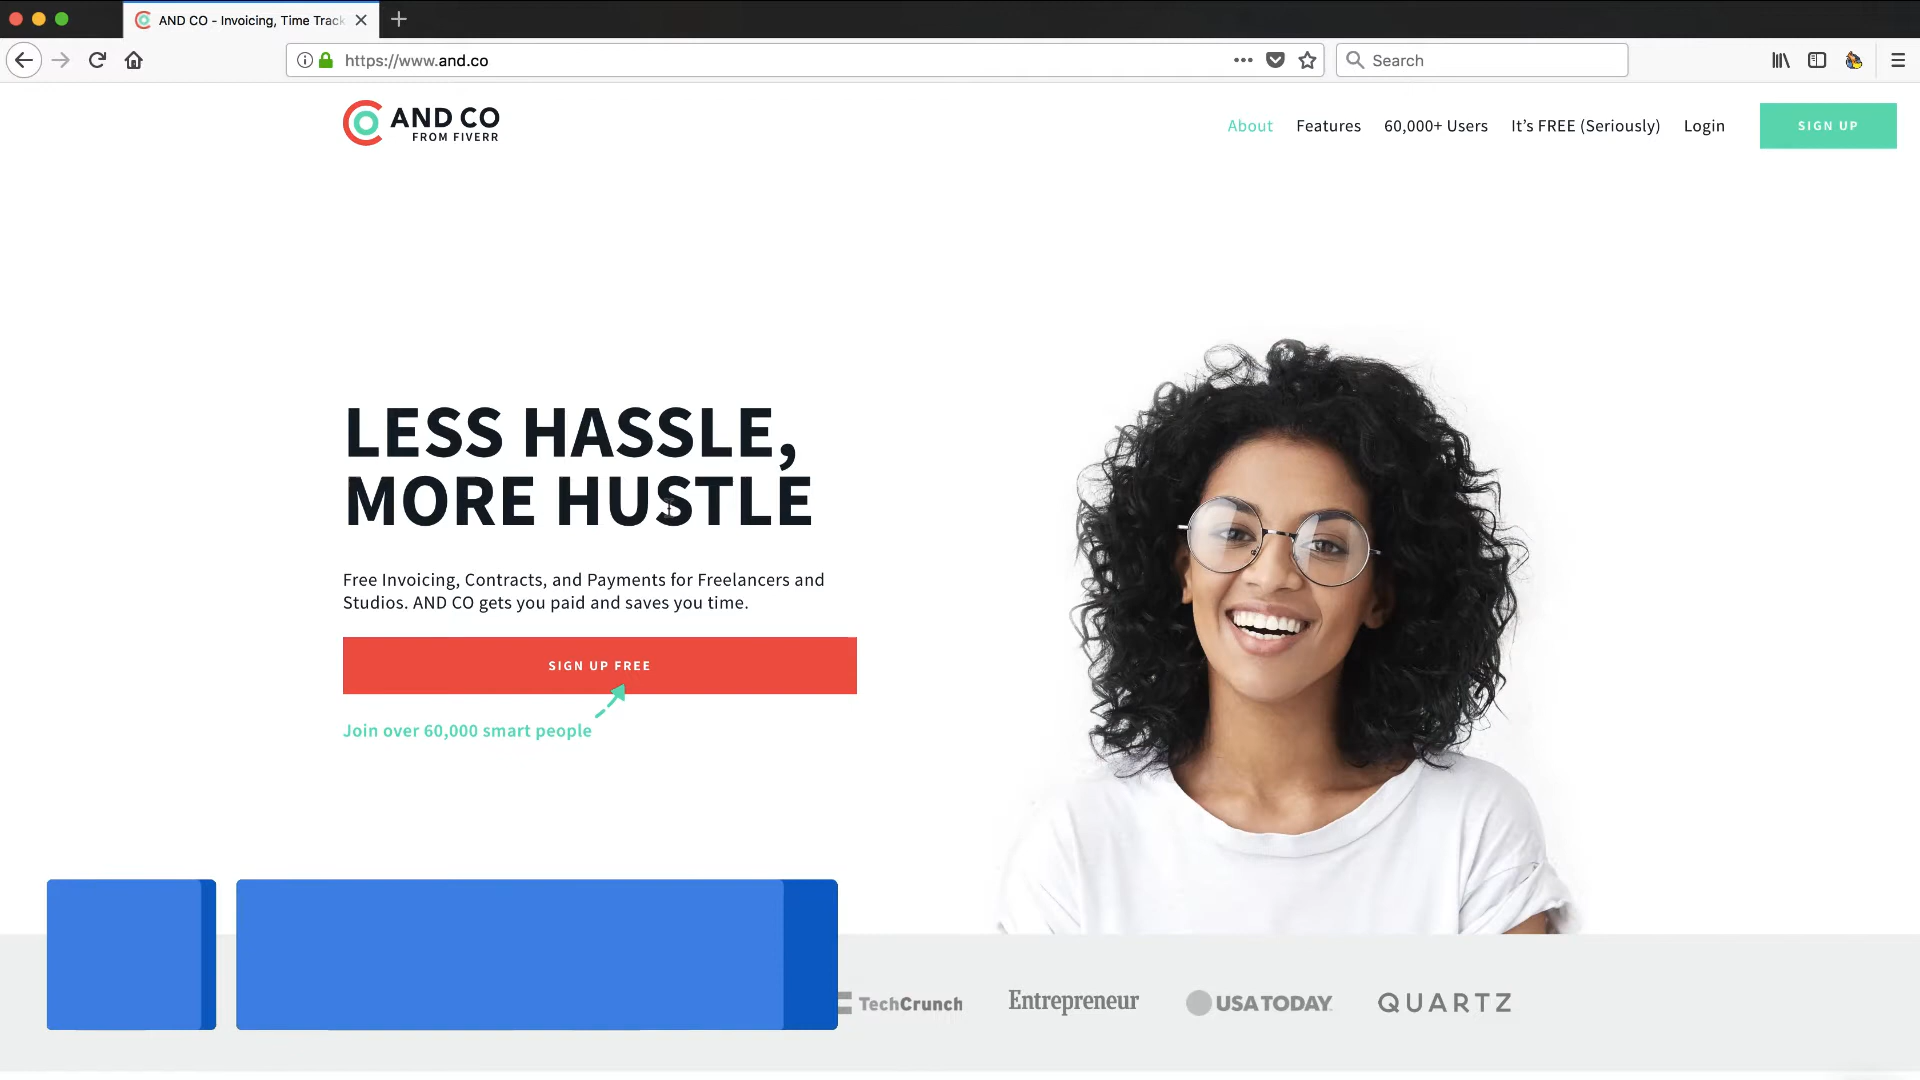 AND CO - Invoicing, Time Track
https://www.and.co
Search
AND CO
FROM FIVERR
About
Features
60,000+ Users
It’s FREE (Seriously)
Login
SIGN UP
LESS HASSLE,
MORE HUSTLE
Free Invoicing, Contracts, and Payments for Freelancers and
Studios. AND CO gets you paid and saves you time.
SIGN UP FREE
Join over 60,000 smart people
TechCrunch
Entrepreneur
USA TODAY
QUARTZ